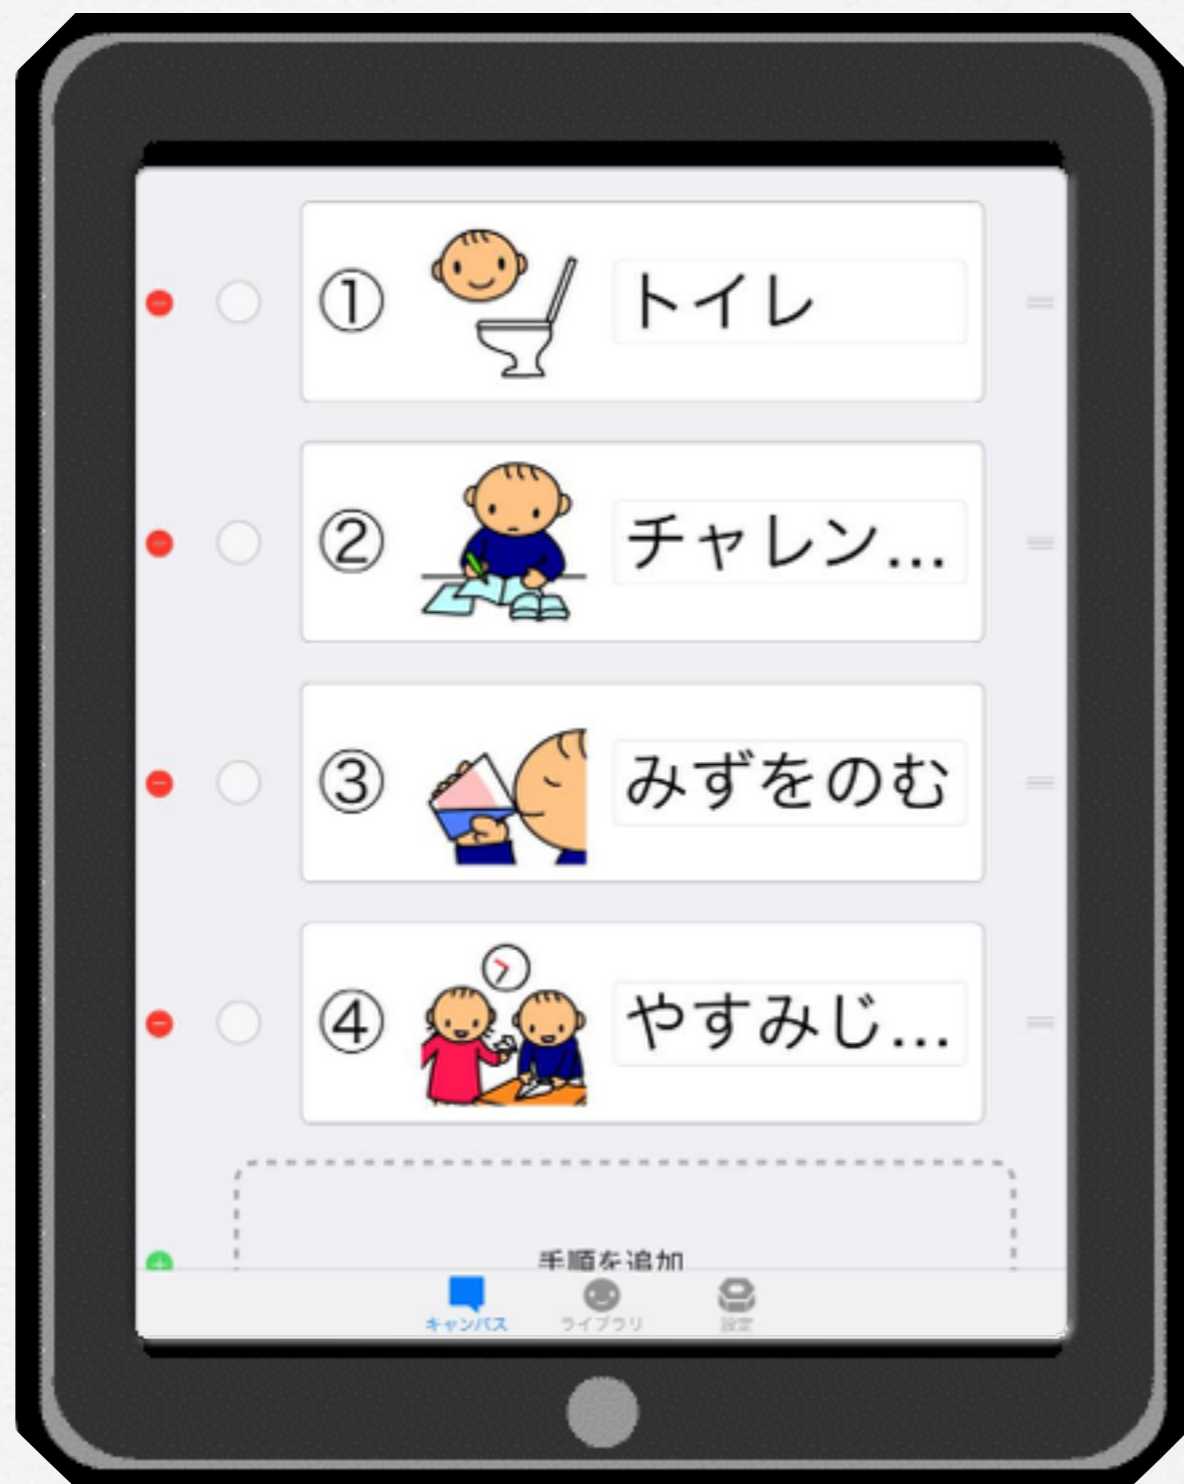 ① トイレ
② チャレン...
③ みずをのむ
④ やすみじ...
手順を追加
キャンバス ライブラリ 設定